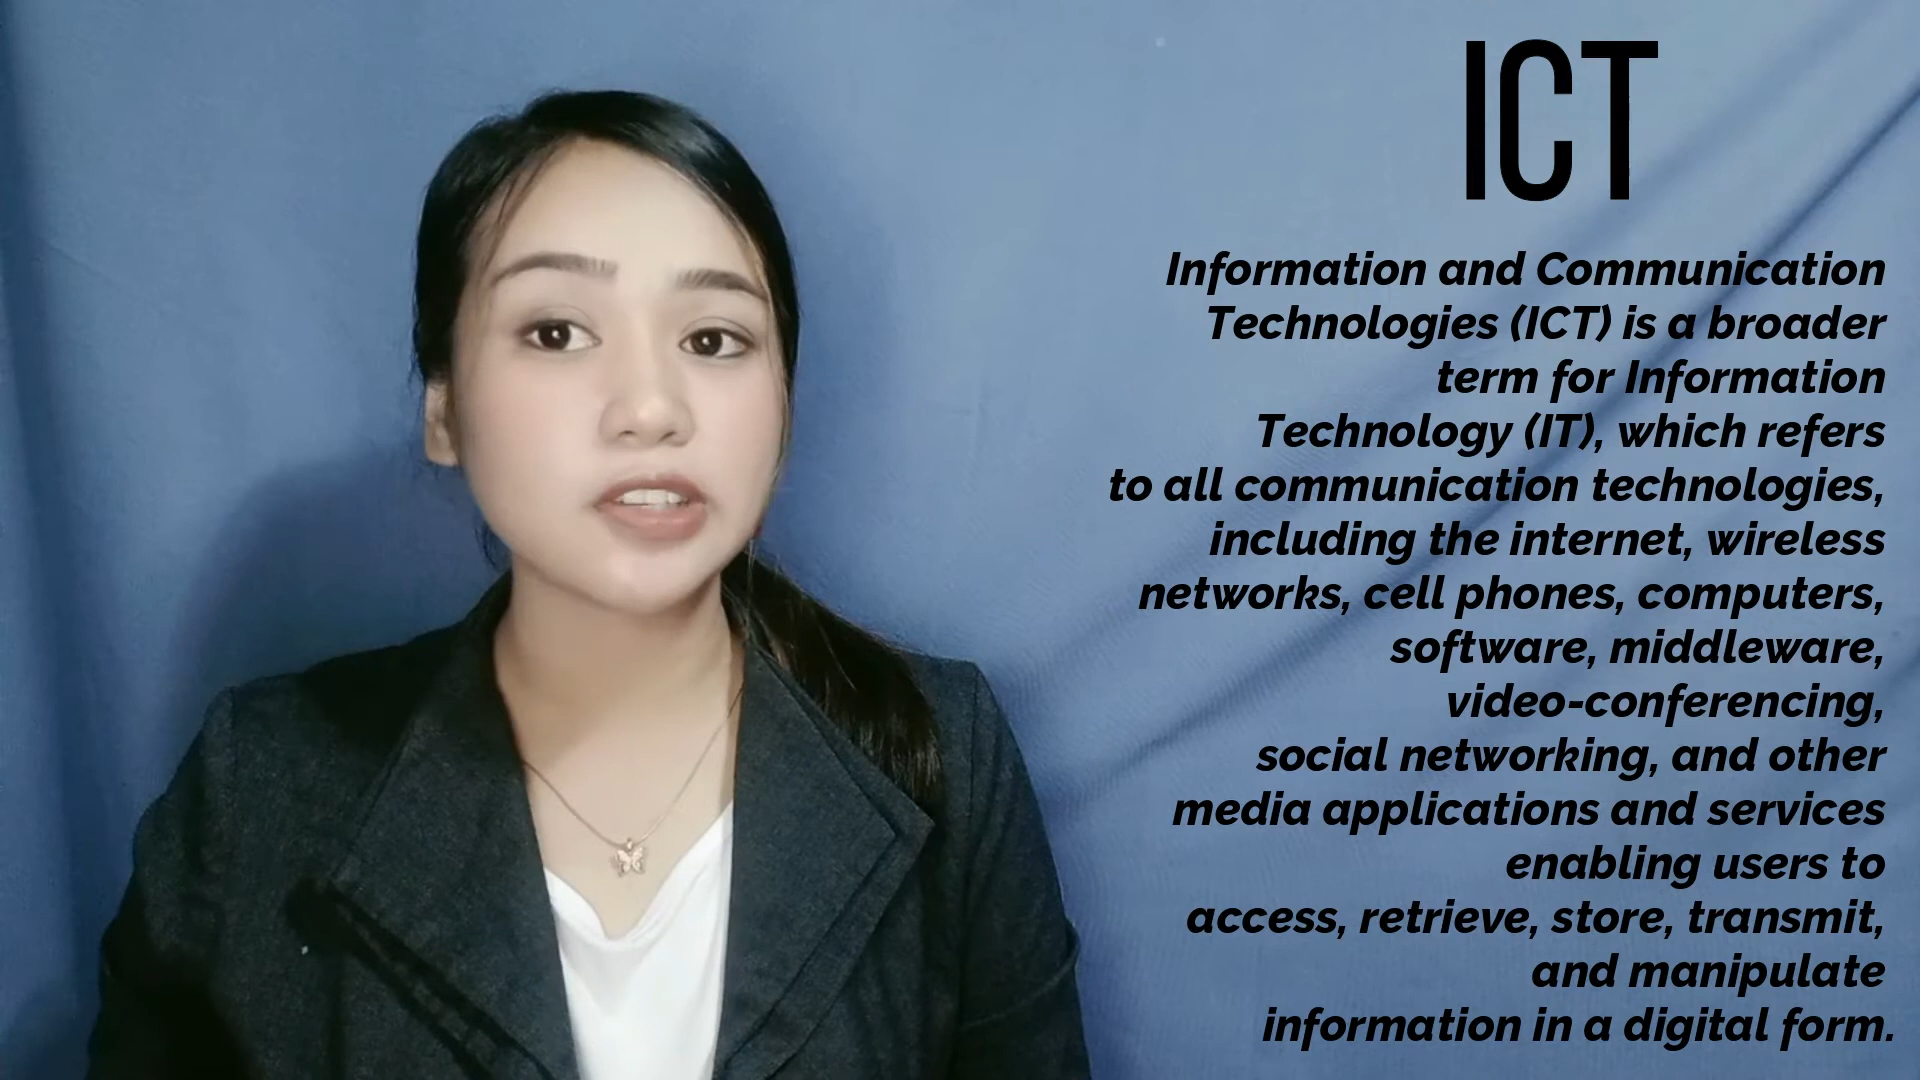 ICT
Information and Communication
Technologies (ICT) is a broader
term for Information
Technology (IT), which refers
to all communication technologies,
including the internet, wireless
networks, cell phones, computers,
software, middleware,
video-conferencing,
social networking, and other
media applications and services
enabling users to
access, retrieve, store, transmit,
and manipulate
information in a digital form.